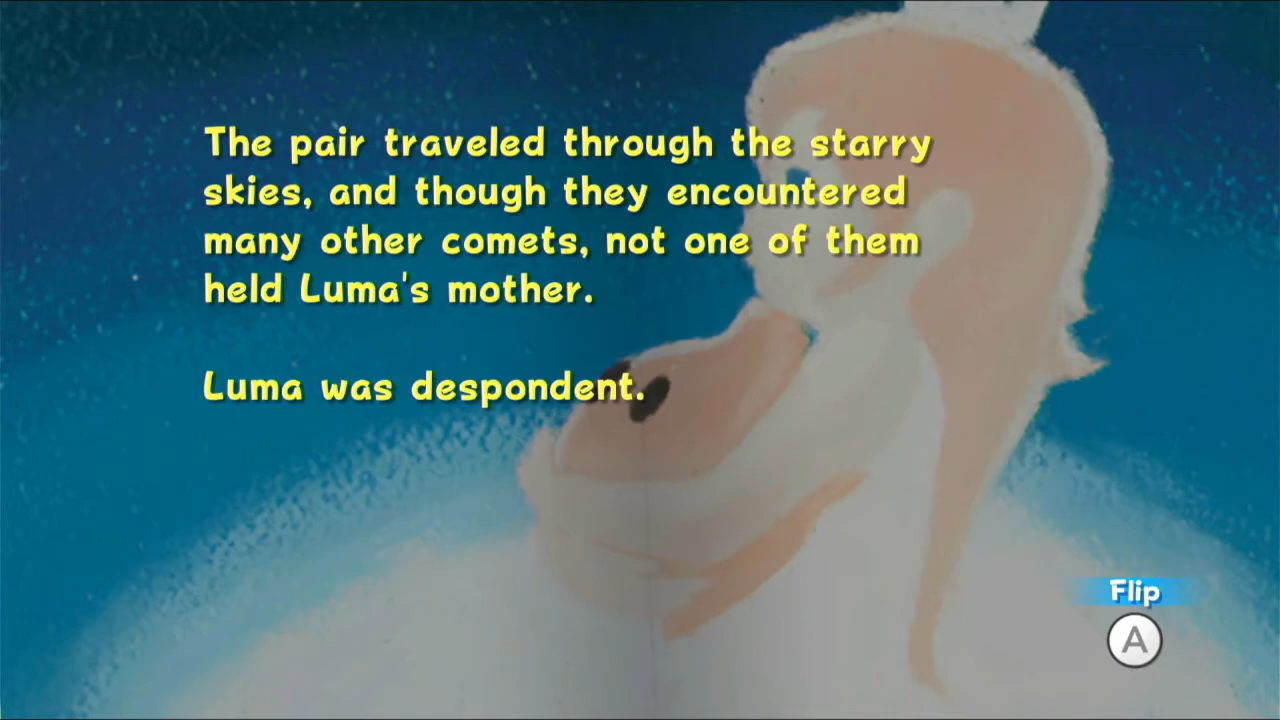 The pair traveled through the starry
skies, and though they encountered
many other comets, not one of them
held Luma's mother.
Luma was despondent.
Flip
A